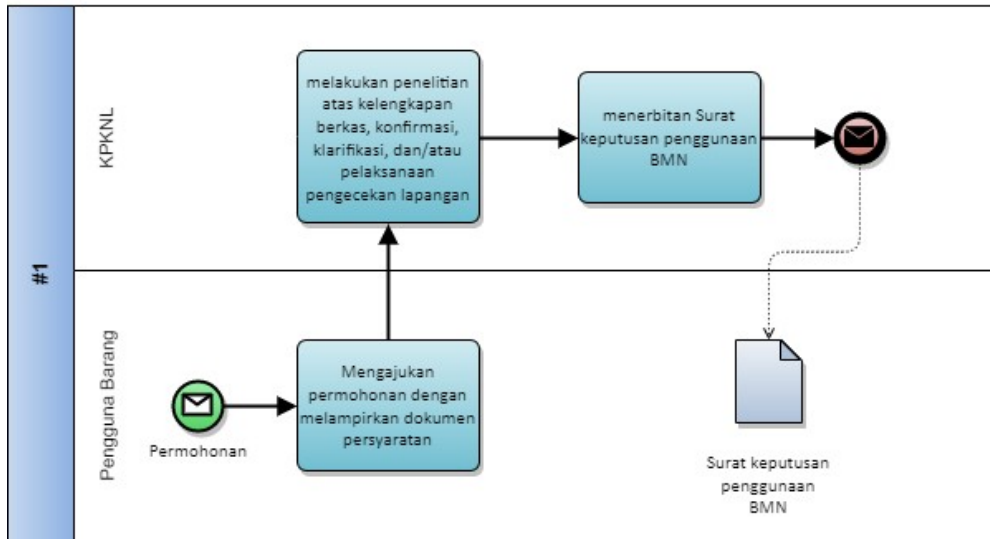 #1
KPKNL
melakukan penelitian
atas kelengkapan
berkas, konfirmasi,
klarifikasi, dan/atau
pelaksanaan
pengecekan lapangan
menerbitan Surat
keputusan penggunaan
BMN
Pengguna Barang
Permohonan
Mengajukan
permohonan dengan
melampirkan dokumen
persyaratan
Surat keputusan
penggunaan
BMN